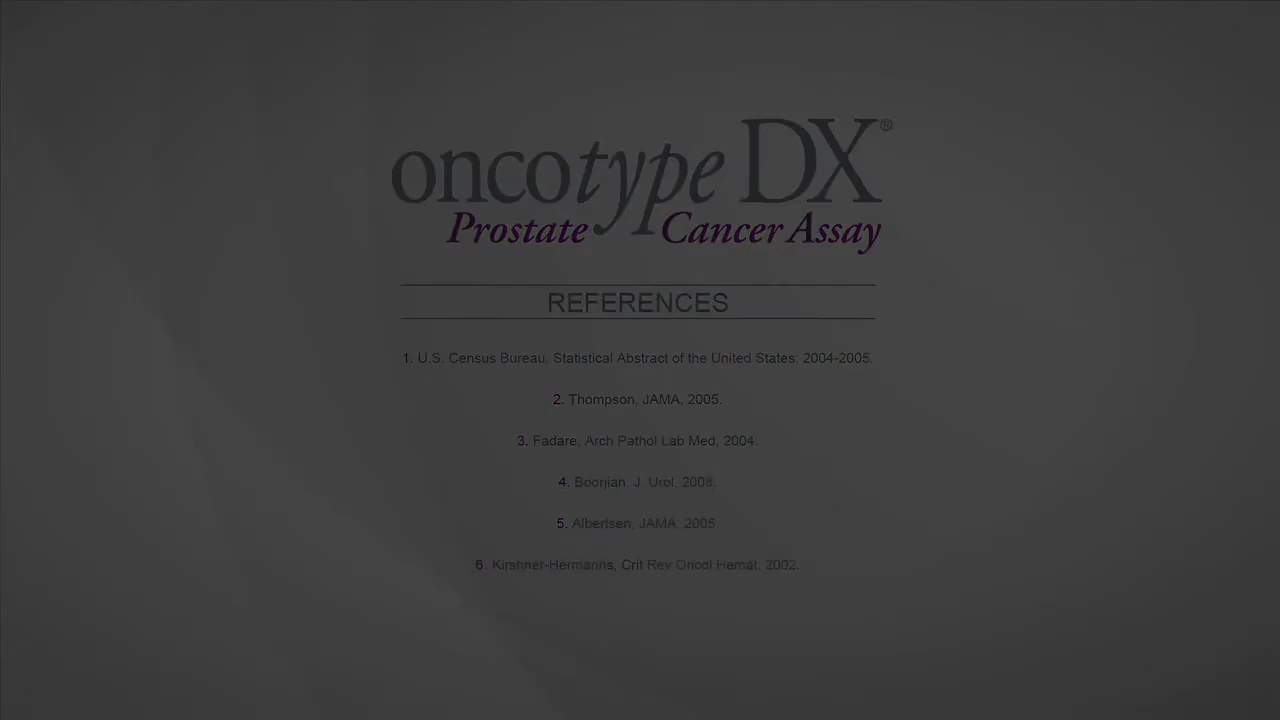 oncotype DX®
Prostate Cancer Assay
REFERENCES
1. U.S. Census Bureau, Statistical Abstract of the United States: 2004-2005.
2. Thompson, JAMA, 2005.
3. Fadare, Arch Pathol Lab Med, 2004.
4. Boorjian, J. Urol, 2008.
5. Albertsen, JAMA, 2005.
6. Kirshner-Hermanns, Crit Rev Oncol Hemat, 2002.